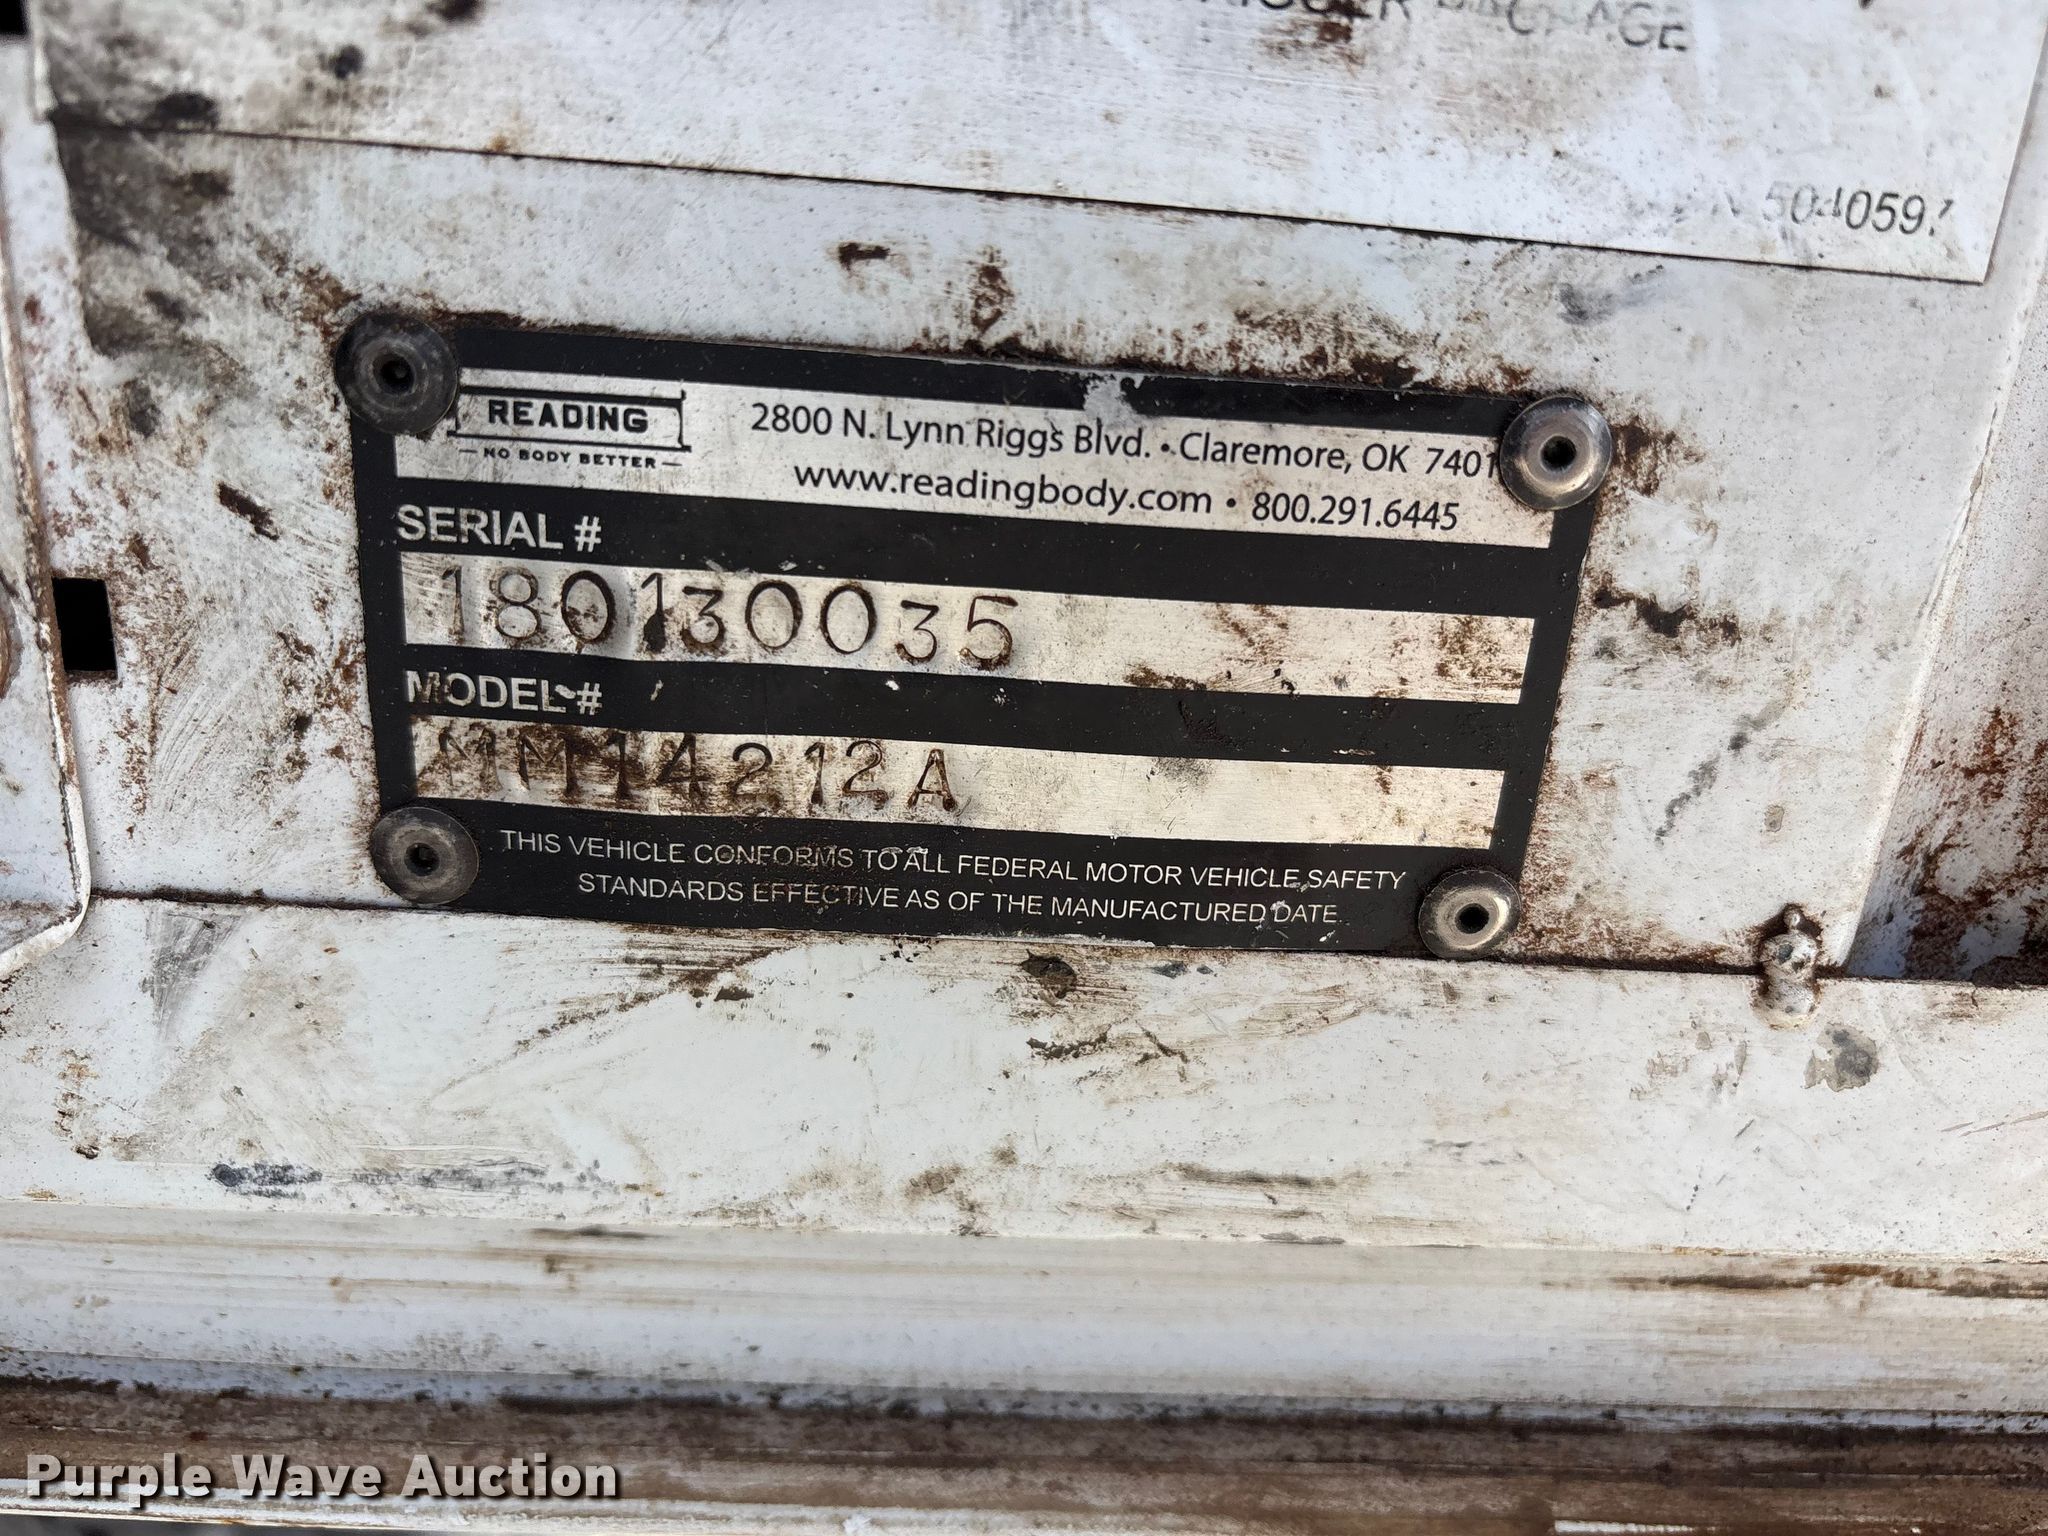 READING
— NO BODY BETTER —
2800 N. Lynn Riggs Blvd. • Claremore, OK 7401
www.readingbody.com • 800.291.6445
SERIAL #
180130035
MODEL #
MM14212A
THIS VEHICLE CONFORMS TO ALL FEDERAL MOTOR VEHICLE SAFETY
STANDARDS EFFECTIVE AS OF THE MANUFACTURED DATE.
Purple Wave Auction